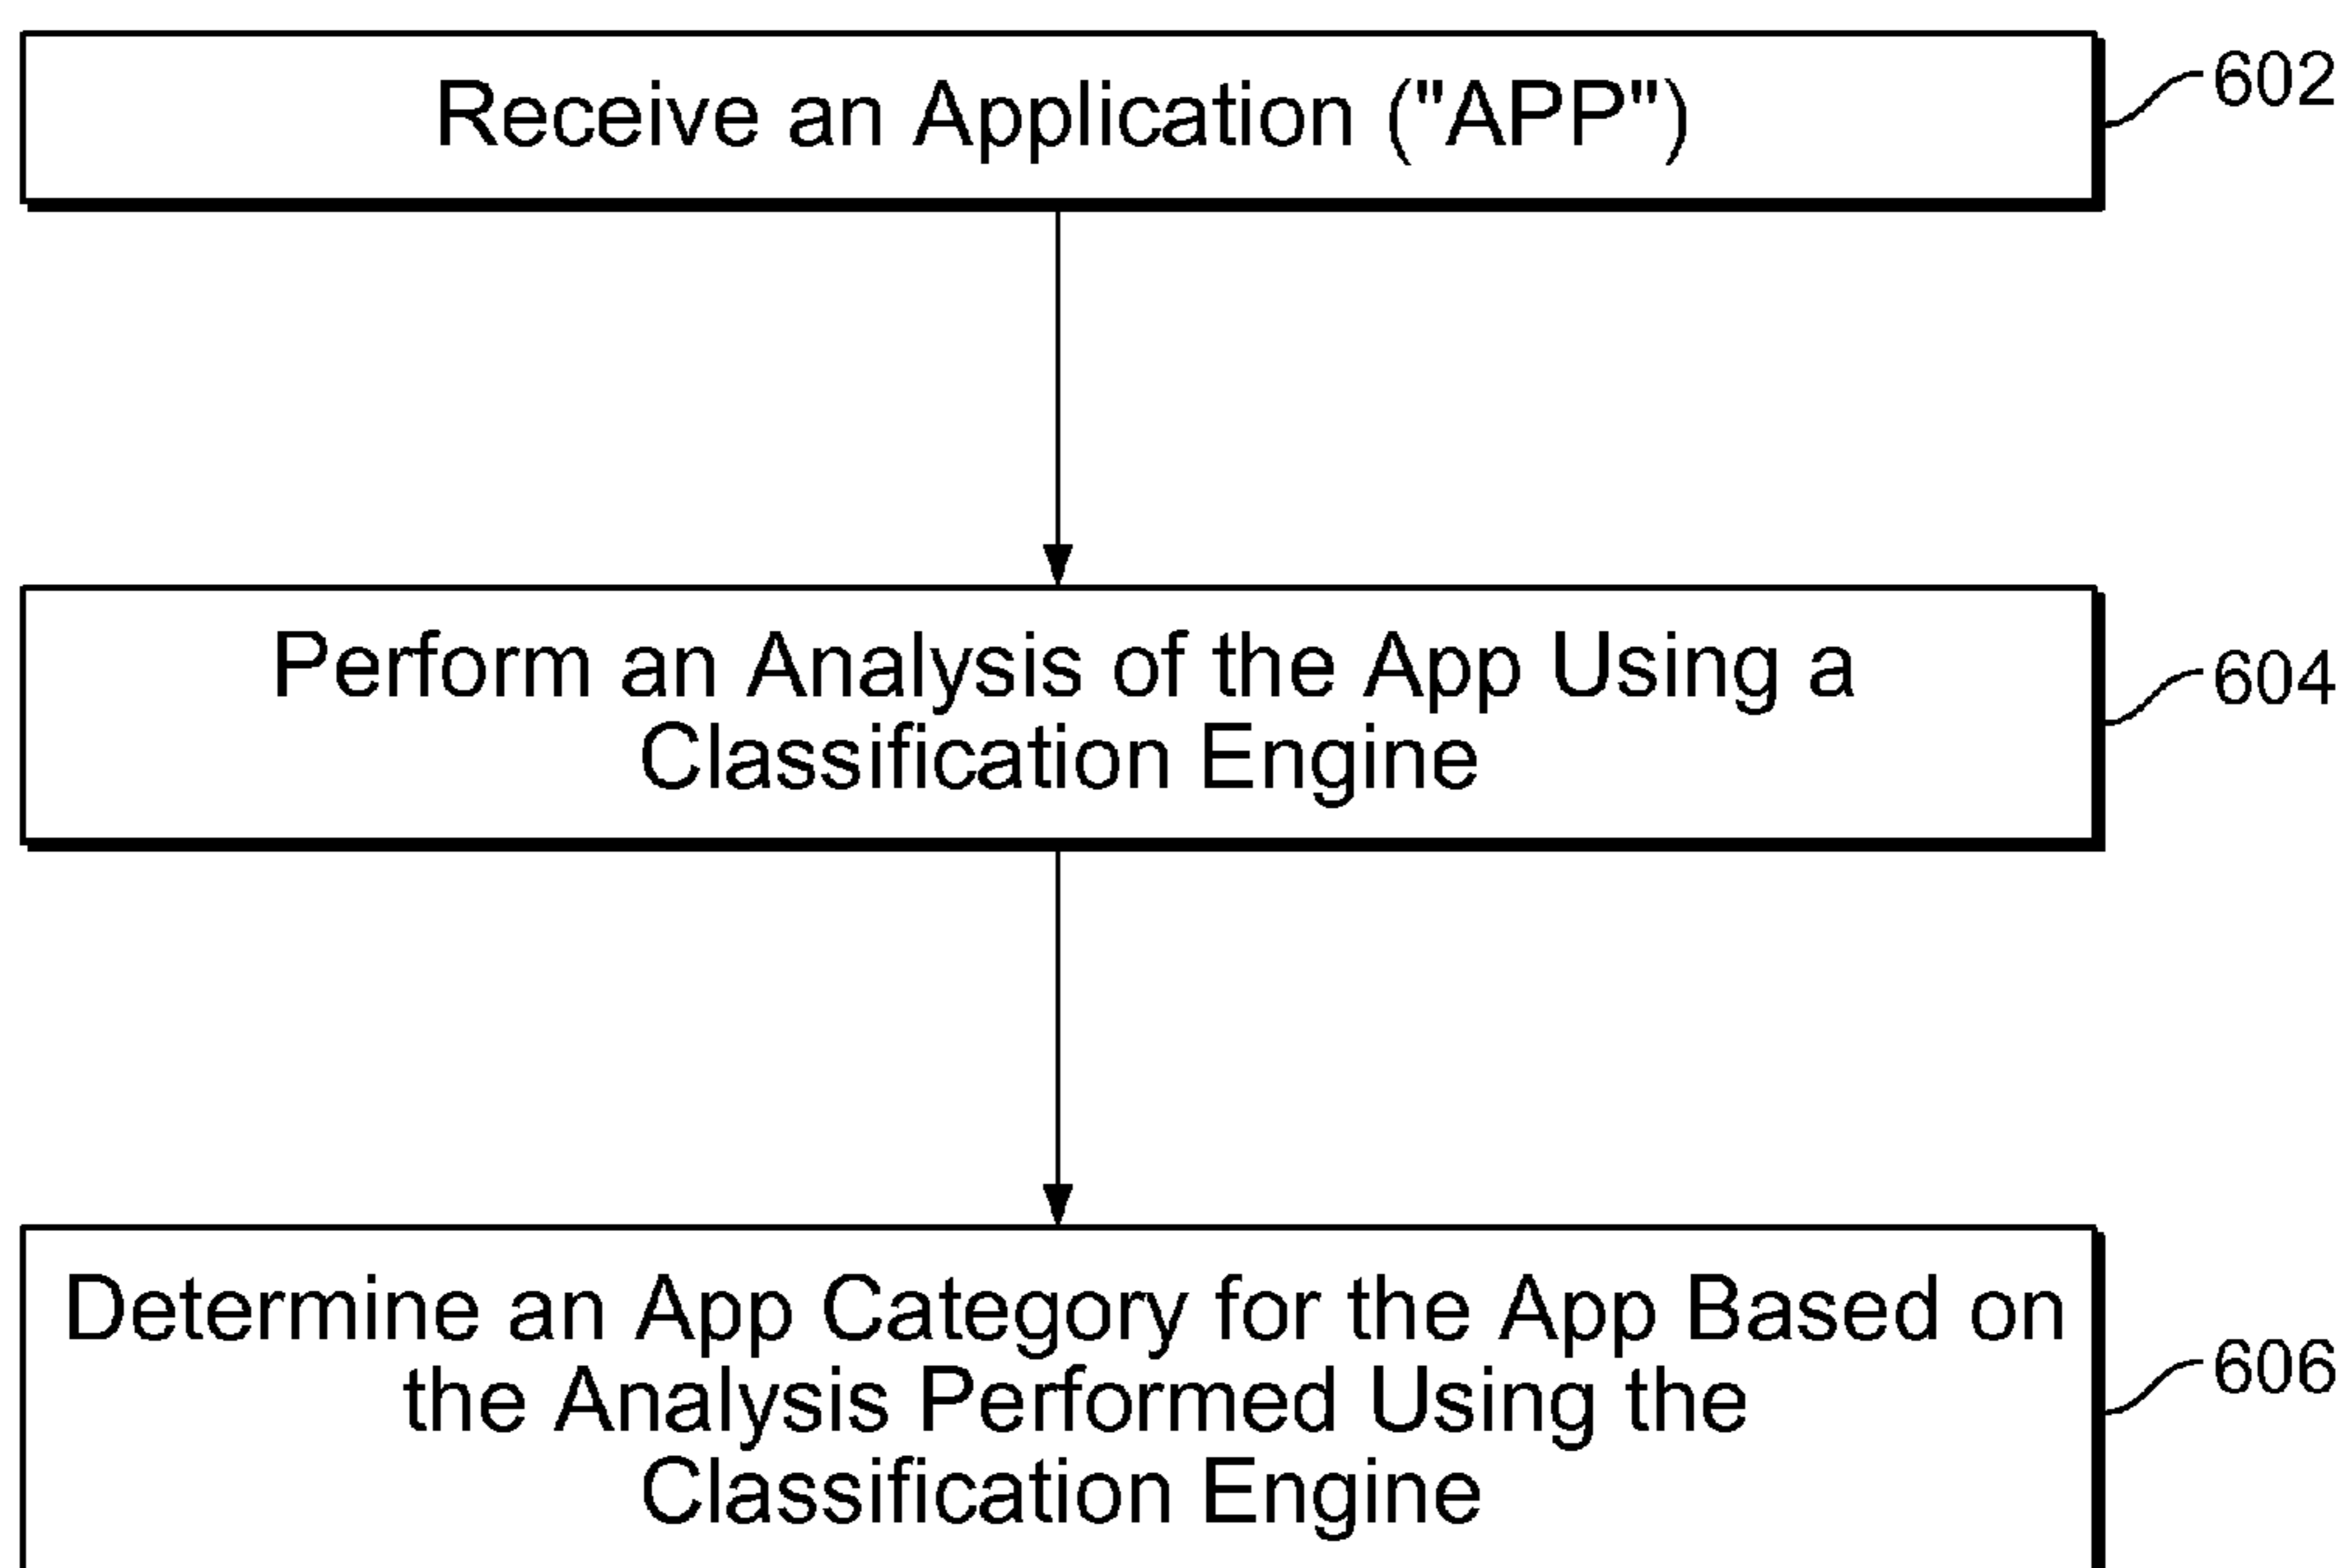 Receive an Application ("APP")
602
Perform an Analysis of the App Using a
Classification Engine
604
Determine an App Category for the App Based on
the Analysis Performed Using the
Classification Engine
606